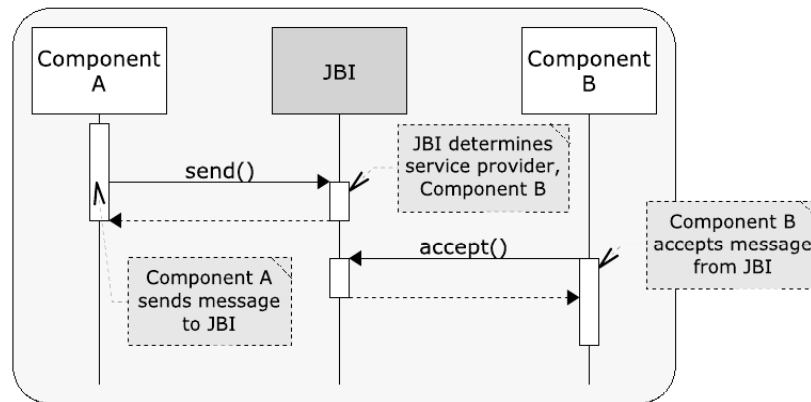 Component
A
JBI
Component
B
JBI determines
service provider,
Component B
send()
Component B
accepts message
from JBI
accept()
Component A
sends message
to JBI